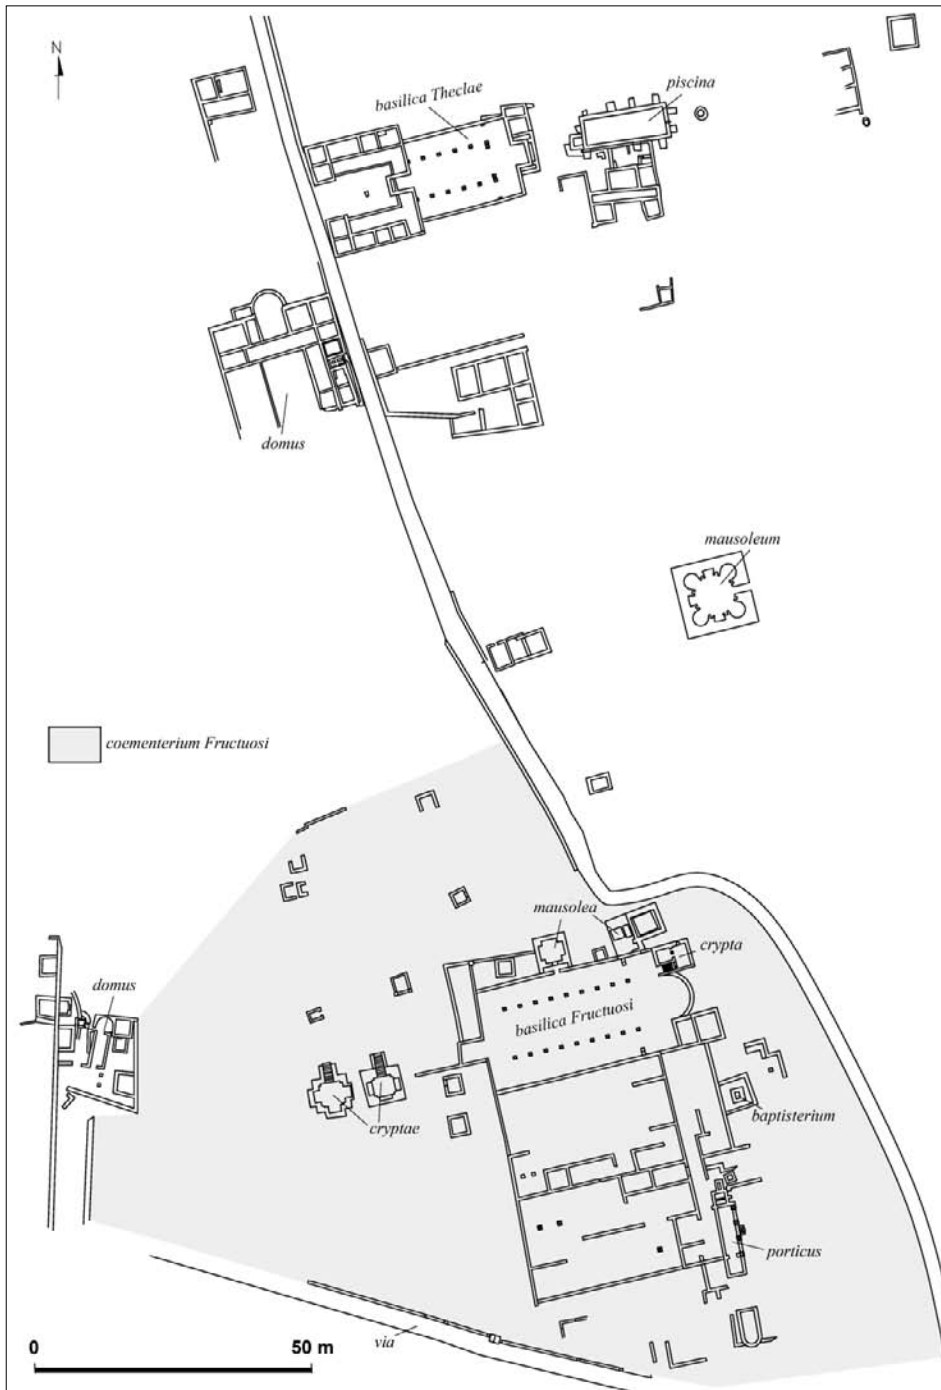 N
basilica Theclae
piscina
domus
mausoleum
coementerium Fructuosi
mausolea
crypta
domus
basilica Fructuosi
baptisterium
cryptae
porticus
via
0 50 m